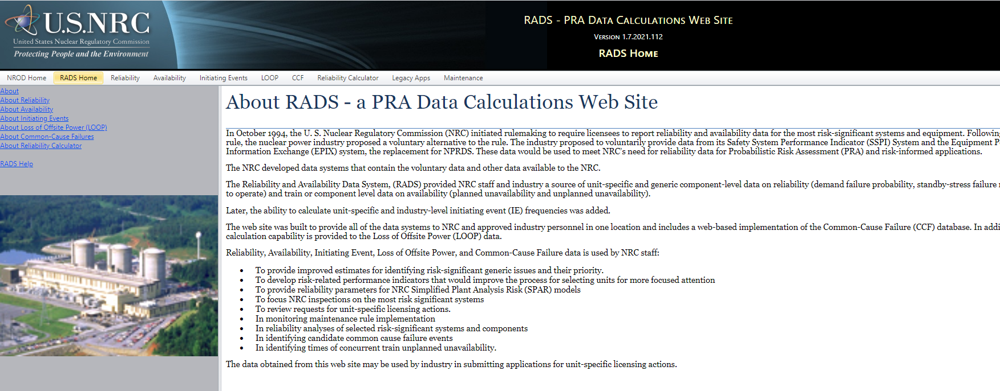 U.S.NRC
United States Nuclear Regulatory Commission
Protecting People and the Environment
RADS - PRA Data Calculations Web Site
Version 1.7.2021.112
RADS Home
NROD Home RADS Home Reliability Availability Initiating Events LOOP CCF Reliability Calculator Legacy Apps Maintenance
About
About Reliability
About Availability
About Initiating Events
About Loss of Offsite Power (LOOP)
About Common-Cause Failures
About Reliability Calculator
RADS Help
About RADS - a PRA Data Calculations Web Site
In October 1994, the U. S. Nuclear Regulatory Commission (NRC) initiated rulemaking to require licensees to report reliability and availability data for the most risk-significant systems and equipment. Following
rule, the nuclear power industry proposed a voluntary alternative to the rule. The industry proposed to voluntarily provide data from its Safety System Performance Indicator (SSPI) System and the Equipment
Information Exchange (EPIX) system, the replacement for NPRDS. These data would be used to meet NRC's need for reliability data for Probabilistic Risk Assessment (PRA) and risk-informed applications.
The NRC developed data systems that contain the voluntary data and other data available to the NRC.
The Reliability and Availability Data System, (RADS) provided NRC staff and industry a source of unit-specific and generic component-level data on reliability (demand failure probability, standby-stress failure
to operate) and train or component level data on availability (planned unavailability and unplanned unavailability).
Later, the ability to calculate unit-specific and industry-level initiating event (IE) frequencies was added.
The web site was built to provide all of the data systems to NRC and approved industry personnel in one location and includes a web-based implementation of the Common-Cause Failure (CCF) database. In addi
calculation capability is provided to the Loss of Offsite Power (LOOP) data.
Reliability, Availability, Initiating Event, Loss of Offsite Power, and Common-Cause Failure data is used by NRC staff:
• To provide improved estimates for identifying risk-significant generic issues and their priority.
• To develop risk-related performance indicators that would improve the process for selecting units for more focused attention
• To provide reliability parameters for NRC Simplified Plant Analysis Risk (SPAR) models
• To focus NRC inspections on the most risk significant systems
• To review requests for unit-specific licensing actions.
• In monitoring maintenance rule implementation
• In reliability analyses of selected risk-significant systems and components
• In identifying candidate common cause failure events
• In identifying times of concurrent train unplanned unavailability.
The data obtained from this web site may be used by industry in submitting applications for unit-specific licensing actions.